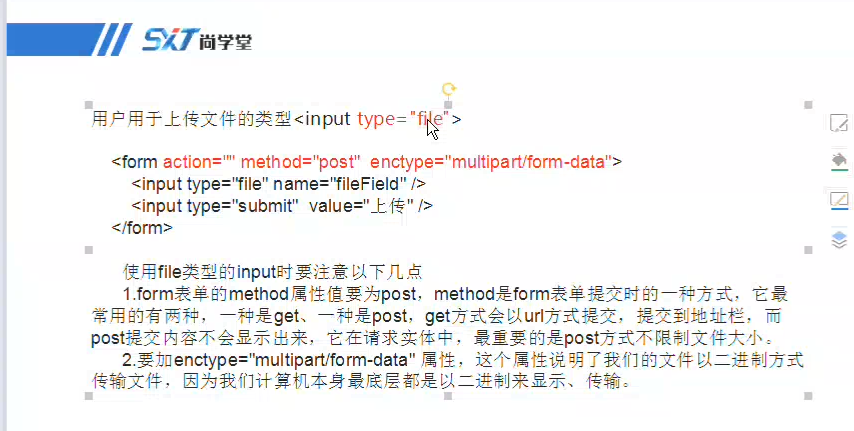 SXT 尚学堂
用户用于上传文件的类型<input type="file">
<form action="" method="post" enctype="multipart/form-data">
<input type="file" name="fileField" />
<input type="submit" value="上传" />
</form>
使用file类型的input时要注意以下几点
1.form表单的method属性值要为post，method是form表单提交时的一种方式，它最
常用的有两种，一种是get、一种是post，get方式会以url方式提交，提交到地址栏，而
post提交内容不会显示出来，它在请求实体中，最重要的是post方式不限制文件大小。
2.要加enctype="multipart/form-data" 属性，这个属性说明了我们的文件以二进制方式
传输文件，因为我们计算机本身最底层都是以二进制来显示、传输。